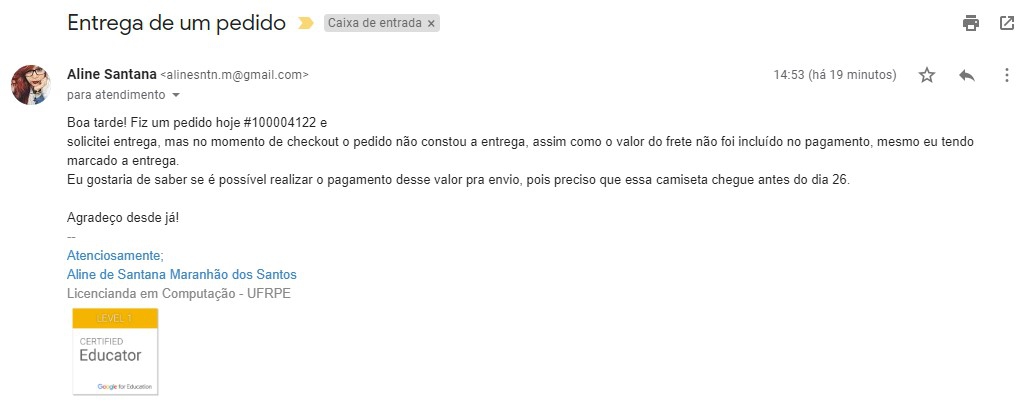 Entrega de um pedido
Caixa de entrada ×
Aline Santana <alinesntn.m@gmail.com>
14:53 (há 19 minutos)
para atendimento
Boa tarde! Fiz um pedido hoje #100004122 e
solicitei entrega, mas no momento de checkout o pedido não constou a entrega, assim como o valor do frete não foi incluído no pagamento, mesmo eu tendo
marcado a entrega.
Eu gostaria de saber se é possível realizar o pagamento desse valor pra envio, pois preciso que essa camiseta chegue antes do dia 26.
Agradeço desde já!
--
Atenciosamente;
Aline de Santana Maranhão dos Santos
Licencianda em Computação - UFRPE
LEVEL 1
CERTIFIED
Educator
Google for Education